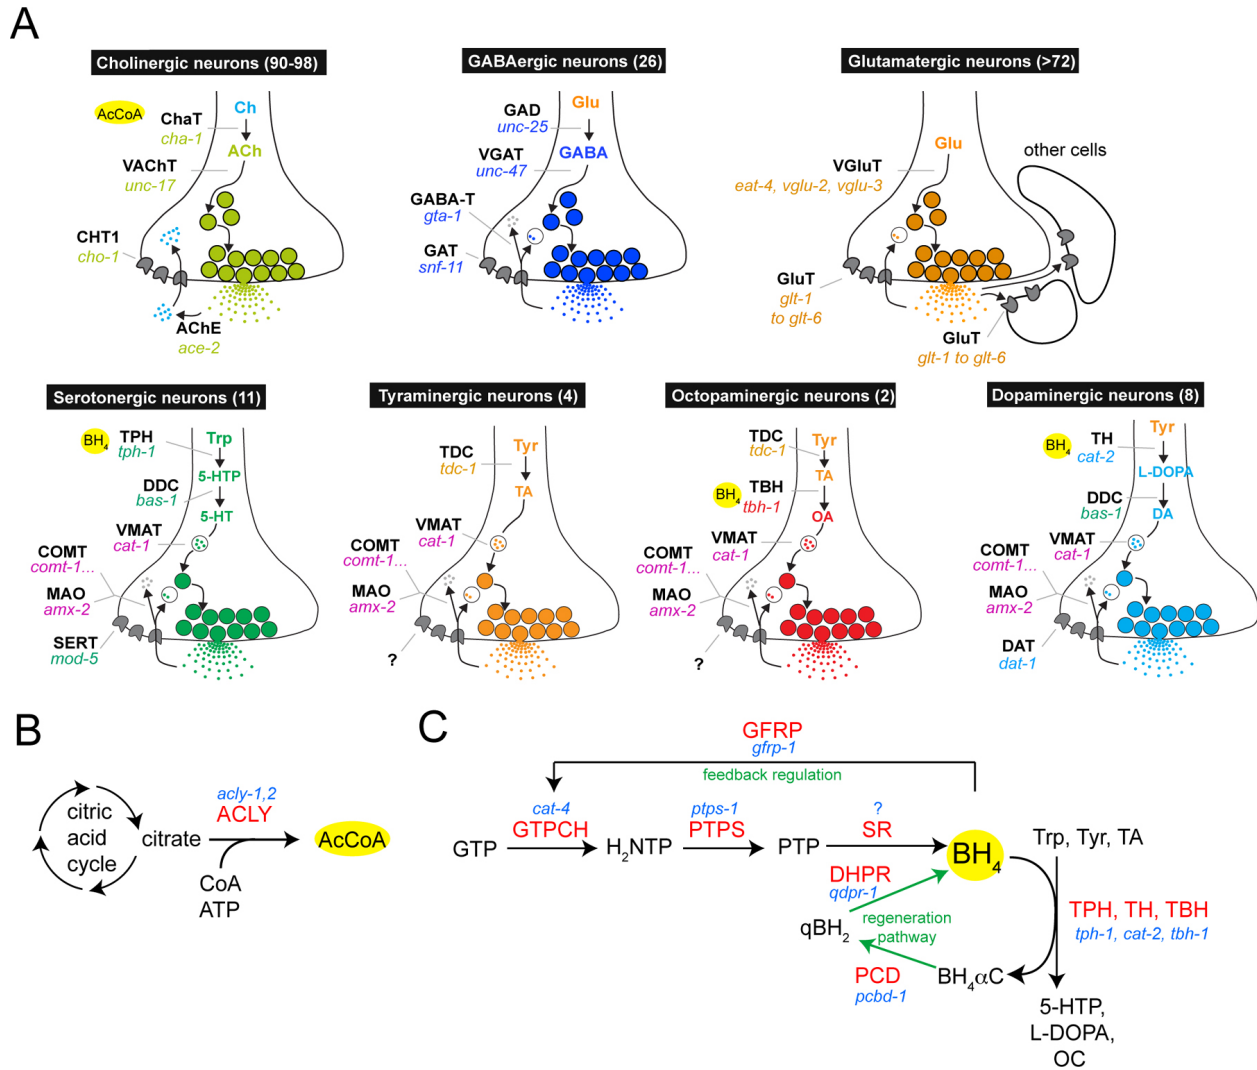 A
Cholinergic neurons (90-98)
AcCoA
Ch
ChaT
cha-1
ACh
VAChT
unc-17
CHT1
cho-1
AChE
ace-2
GABAergic neurons (26)
Glu
GAD
unc-25
GABA
VGAT
unc-47
GABA-T
gta-1
GAT
snf-11
Glutamatergic neurons (>72)
Glu
VGluT
eat-4, vglu-2, vglu-3
other cells
GluT
glt-1
to glt-6
GluT
glt-1 to glt-6
Serotonergic neurons (11)
BH4
TPH
tph-1
Trp
5-HTP
DDC
bas-1
5-HT
VMAT
cat-1
COMT
comt-1...
MAO
amx-2
SERT
mod-5
Tyraminergic neurons (4)
Tyr
TDC
tdc-1
TA
VMAT
cat-1
COMT
comt-1...
MAO
amx-2
?
Octopaminergic neurons (2)
TDC
tdc-1
Tyr
TA
BH4
TBH
tbh-1
OA
VMAT
cat-1
COMT
comt-1...
MAO
amx-2
?
Dopaminergic neurons (8)
Tyr
BH4
TH
cat-2
L-DOPA
DDC
bas-1
DA
VMAT
cat-1
COMT
comt-1...
MAO
amx-2
DAT
dat-1
B
citric
acid
cycle
citrate
acly-1,2
ACLY
AcCoA
CoA
ATP
C
GFRP
gfrp-1
feedback regulation
cat-4
GTPCH
ptps-1
PTPS
?
SR
GTP
H2NTP
PTP
BH4
Trp, Tyr, TA
DHPR
qdpr-1
qBH2
regeneration
pathway
TPH, TH, TBH
tph-1, cat-2, tbh-1
PCD
pcbd-1
BH4αC
5-HTP,
L-DOPA,
OC